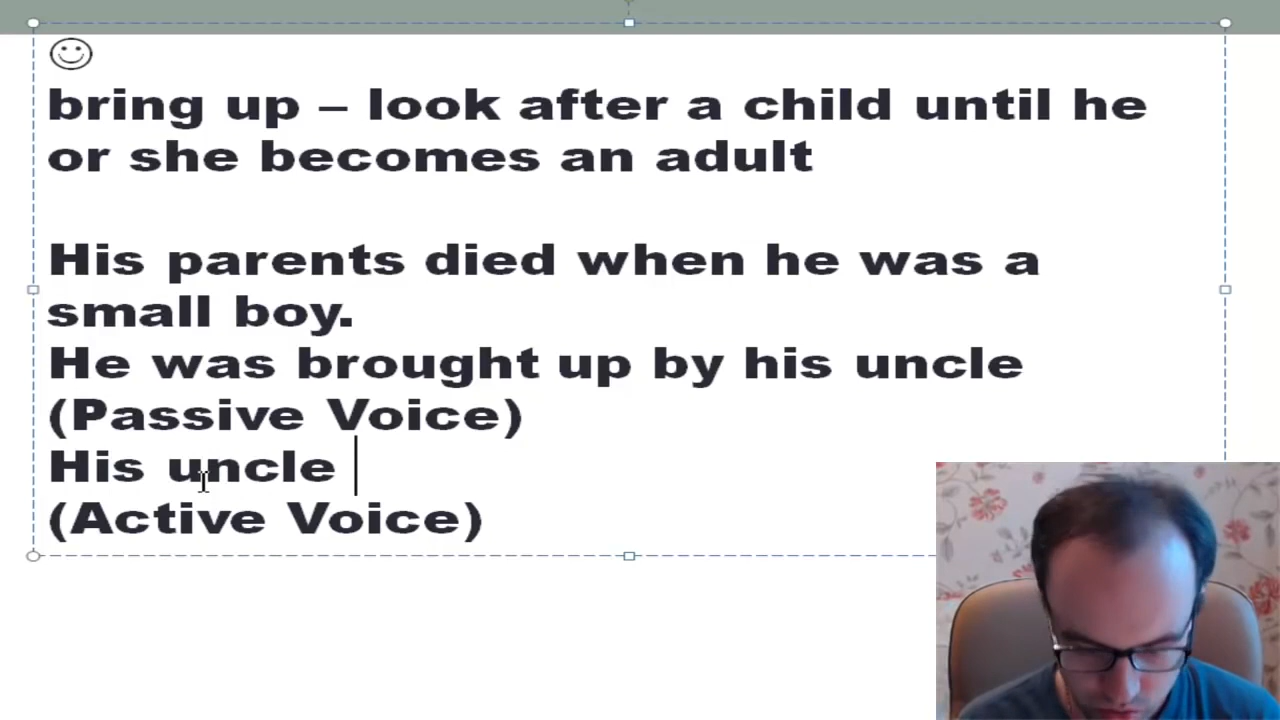 bring up – look after a child until he
or she becomes an adult
His parents died when he was a
small boy.
He was brought up by his uncle
(Passive Voice)
His uncle
(Active Voice)